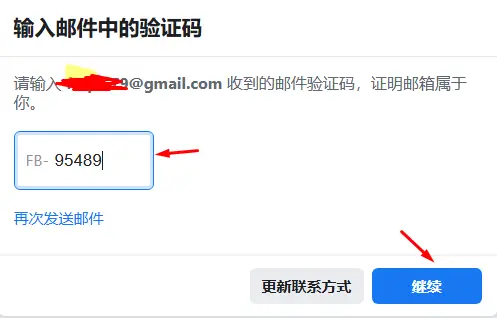 输入邮件中的验证码
请输入 9@gmail.com 收到的邮件验证码，证明邮箱属于
你。
FB- 95489
再次发送邮件
更新联系方式 继续